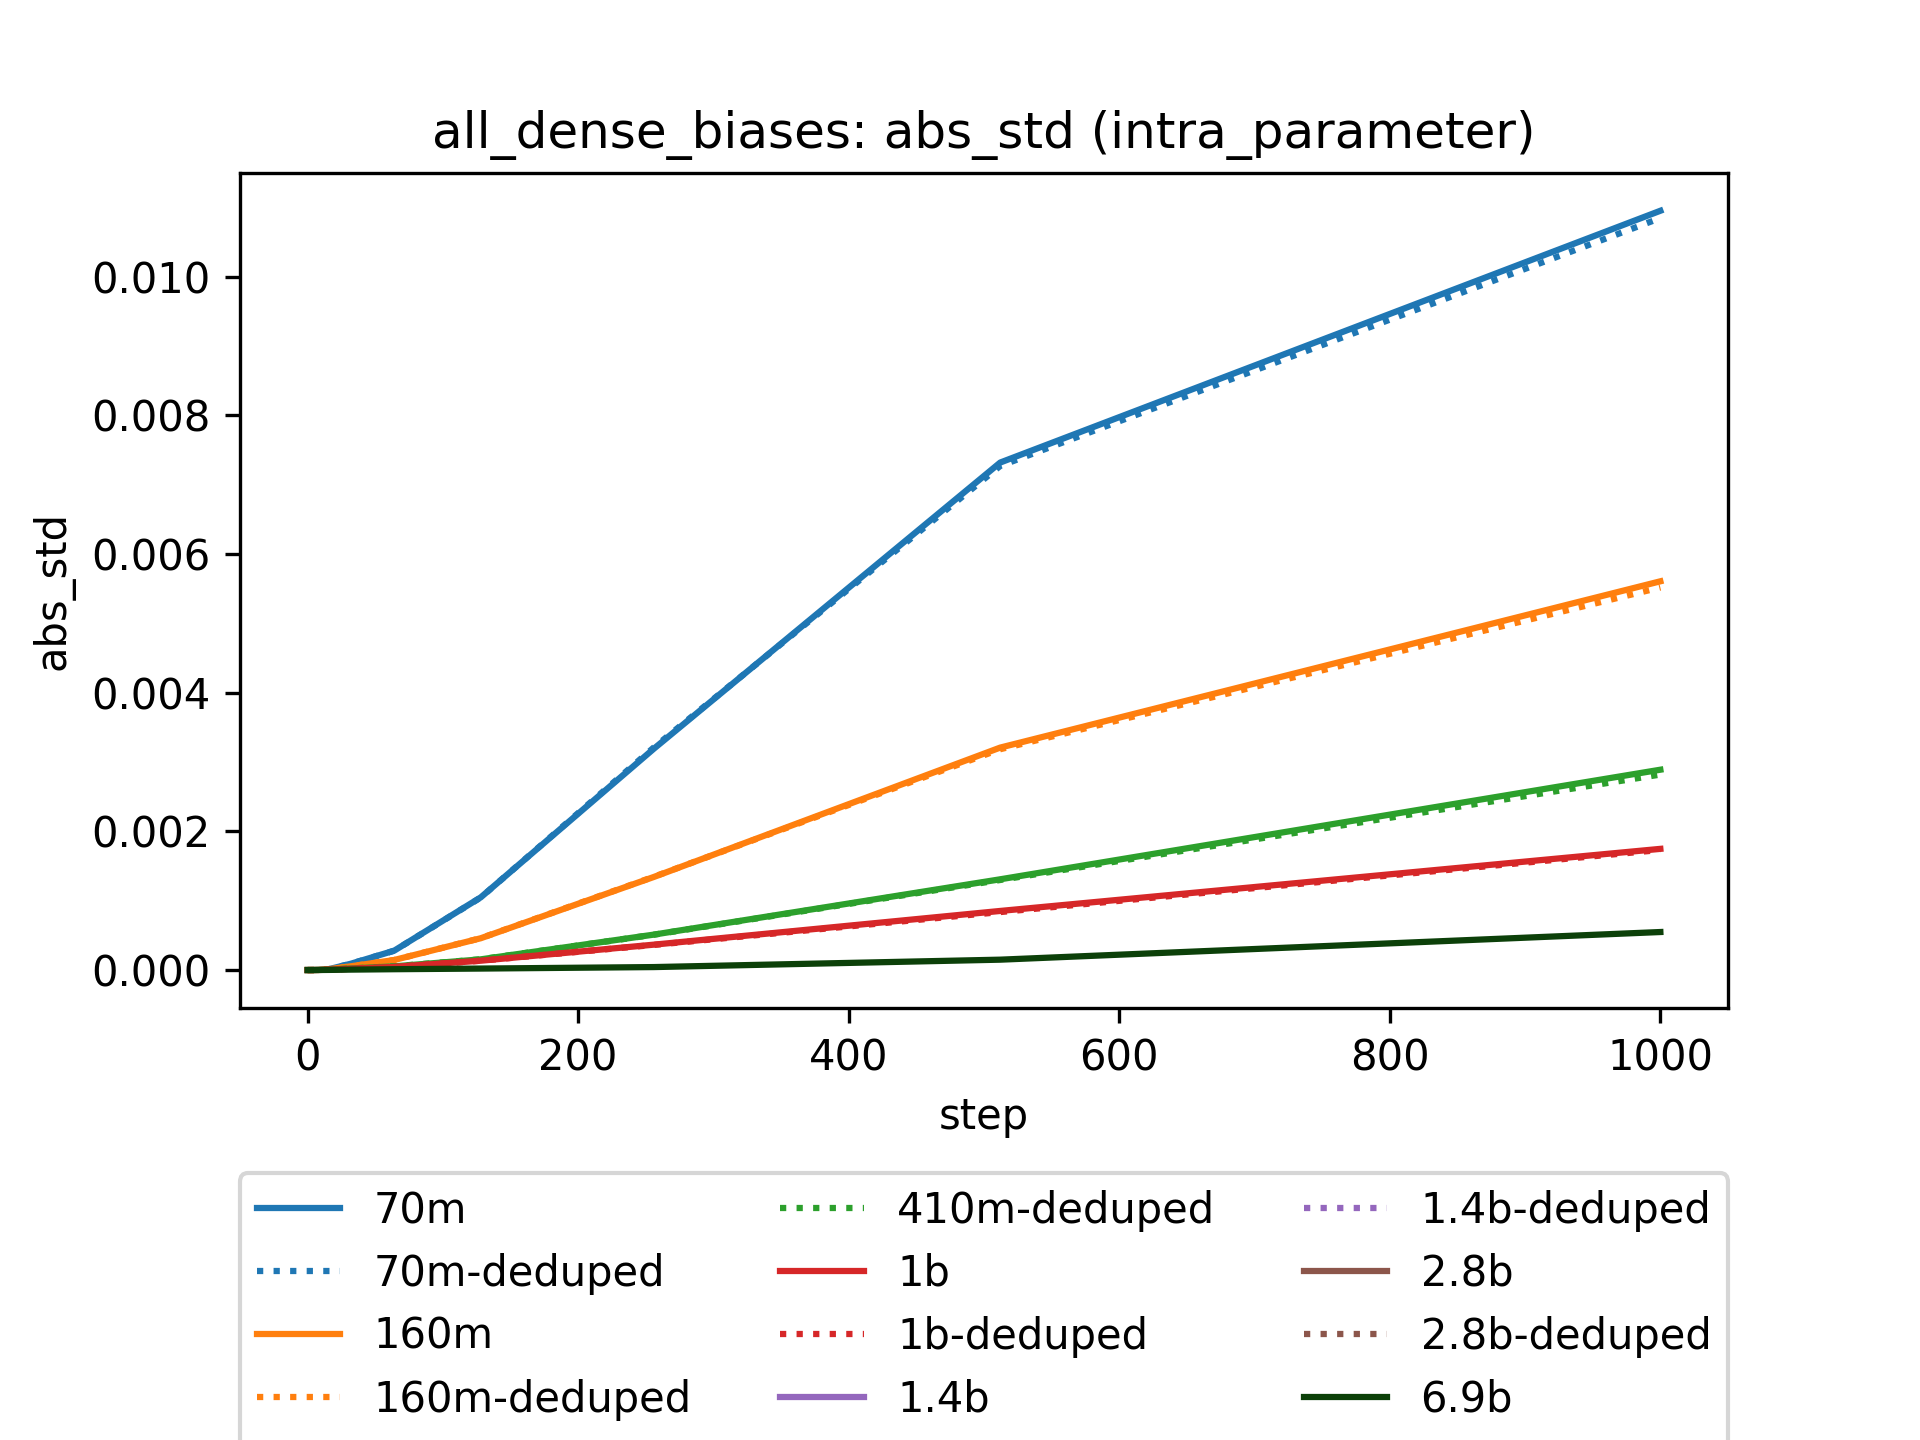 all_dense_biases: abs_std (intra_parameter)
0.010
0.008
0.006
0.004
0.002
0.000
abs_std
0 200 400 600 800 1000
step
70m 410m-deduped 1.4b-deduped
70m-deduped 1b 2.8b
160m 1b-deduped 2.8b-deduped
160m-deduped 1.4b 6.9b